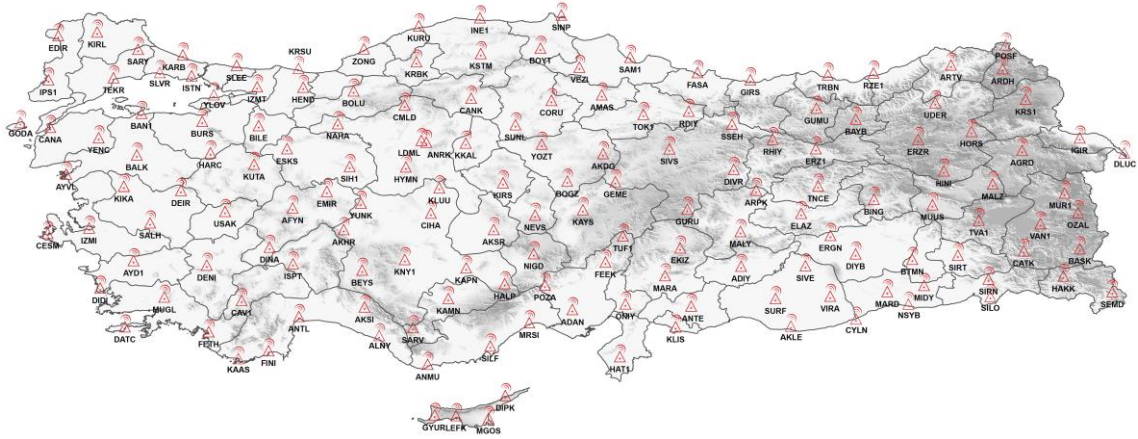 SINP
EDIR
KIRL
KURU
INE1
SARY
KARB
SLEE
KRSU
ZONG
KRBK
KSTM
BOYT
VEZI
SAM1
FASA
GIRS
TRBN
RZE1
ARTV
POSF
ARDH
IPS1
TEKR
SLVR
ISTN
YLOV
IZMT
HEND
BOLU
CMLD
CANK
CORU
AMAS
TOK1
RDIY
SSEH
GUMU
BAYB
UDER
KRS1
GODA
CANA
BAN1
BURS
BILE
NAHA
SUNL
YENC
BALK
HARC
KUTA
ESKS
SIH1
LDML
ANRK
KKAL
HYMN
YOZT
AKDG
SIVS
RHIY
ERZ1
ERZR
HORS
AGRD
IGIR
DLUC
AYVL
KIKA
DEIR
EMIR
YUNK
KLUU
KIRS
BOGZ
GEME
DIVR
ARPK
TNCE
BING
HINI
MALZ
MUR1
CESM
IZMI
SALH
USAK
AFYN
AKHR
CIHA
AKSR
NEVS
KAYS
GURU
MALY
ELAZ
MUUS
TVA1
VAN1
OZAL
AYD1
DENI
DINA
ISPT
BEYS
KNY1
KAPN
NIGD
TUF1
FEEK
EKIZ
ADIY
SIVE
ERGN
DIYB
BTMN
SIRT
CATK
BASK
DIDI
MUGL
CAV1
AKSI
KAMN
HALP
POZA
MARA
HAKK
SEMD
DATC
FETH
ANTL
ALNY
SARV
MRSI
ADAN
ONIY
ANTE
KLIS
SURF
AKLE
VIRA
CYLN
MARD
NSYB
MIDY
SIRN
SILO
KAAS
FINI
ANMU
SILF
HAT1
DIPK
GYUR
LEFK
MGOS